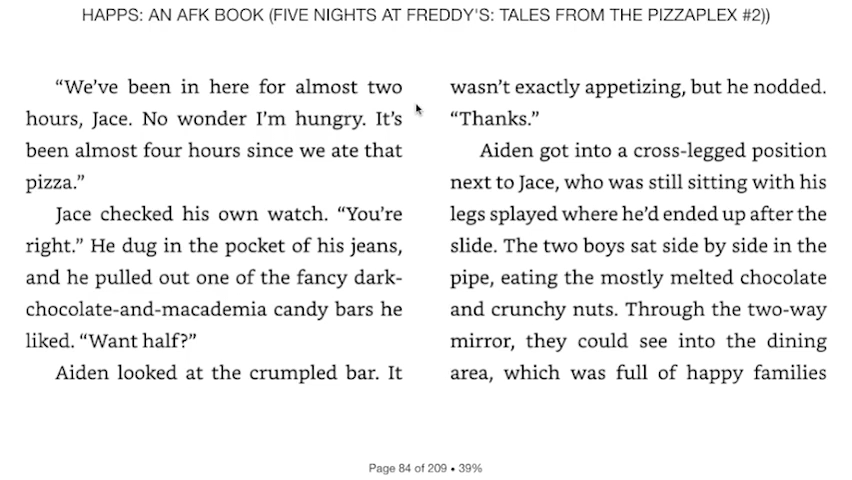 HAPPS: AN AFK BOOK (FIVE NIGHTS AT FREDDY'S: TALES FROM THE PIZZAPLEX #2))
“We’ve been in here for almost two
hours, Jace. No wonder I’m hungry. It’s
been almost four hours since we ate that
pizza.”
Jace checked his own watch. “You’re
right.” He dug in the pocket of his jeans,
and he pulled out one of the fancy dark-
chocolate-and-macademia candy bars he
liked. “Want half?”
Aiden looked at the crumpled bar. It
wasn’t exactly appetizing, but he nodded.
“Thanks.”
Aiden got into a cross-legged position
next to Jace, who was still sitting with his
legs splayed where he’d ended up after the
slide. The two boys sat side by side in the
pipe, eating the mostly melted chocolate
and crunchy nuts. Through the two-way
mirror, they could see into the dining
area, which was full of happy families
Page 84 of 209 • 39%